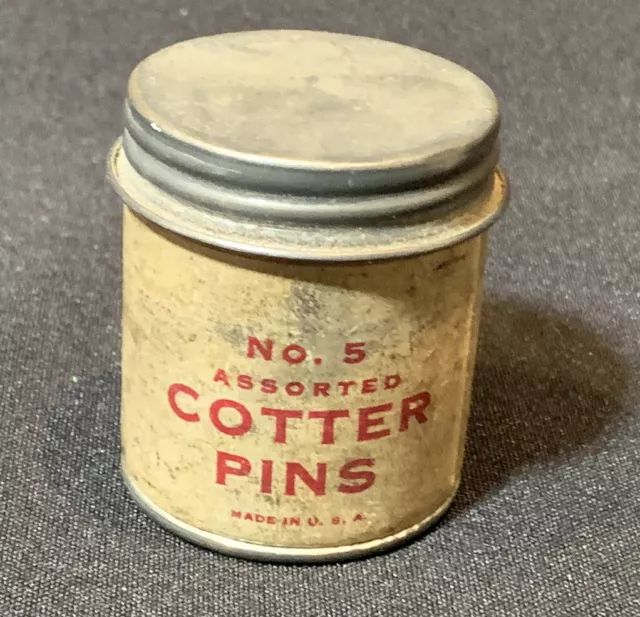 No. 5
ASSORTED
COTTER
PINS
MADE IN U. S. A.